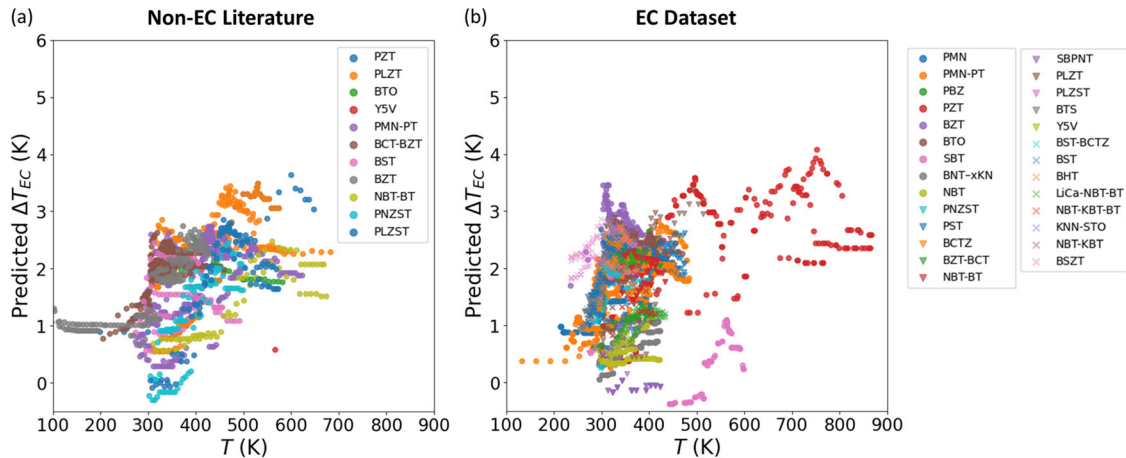 (a) Non-EC Literature
Predicted ΔT_EC (K)
6
5
4
3
2
1
0
100 200 300 400 500 600 700 800 900
T (K)
PZT
PLZT
BTO
Y5V
PMN-PT
BCT-BZT
BST
BZT
NBT-BT
PNZST
PLZST
(b) EC Dataset
Predicted ΔT_EC (K)
6
5
4
3
2
1
0
100 200 300 400 500 600 700 800 900
T (K)
PMN
PMN-PT
PBZ
PZT
BZT
BTO
SBT
BNT-xKN
NBT
PNZST
PST
BCTZ
BZT-BCT
NBT-BT
SBPNT
PLZT
PLZST
BTS
Y5V
BST-BCTZ
BST
BHT
LiCa-NBT-BT
NBT-KBT-BT
KNN-STO
NBT-KBT
BSZT